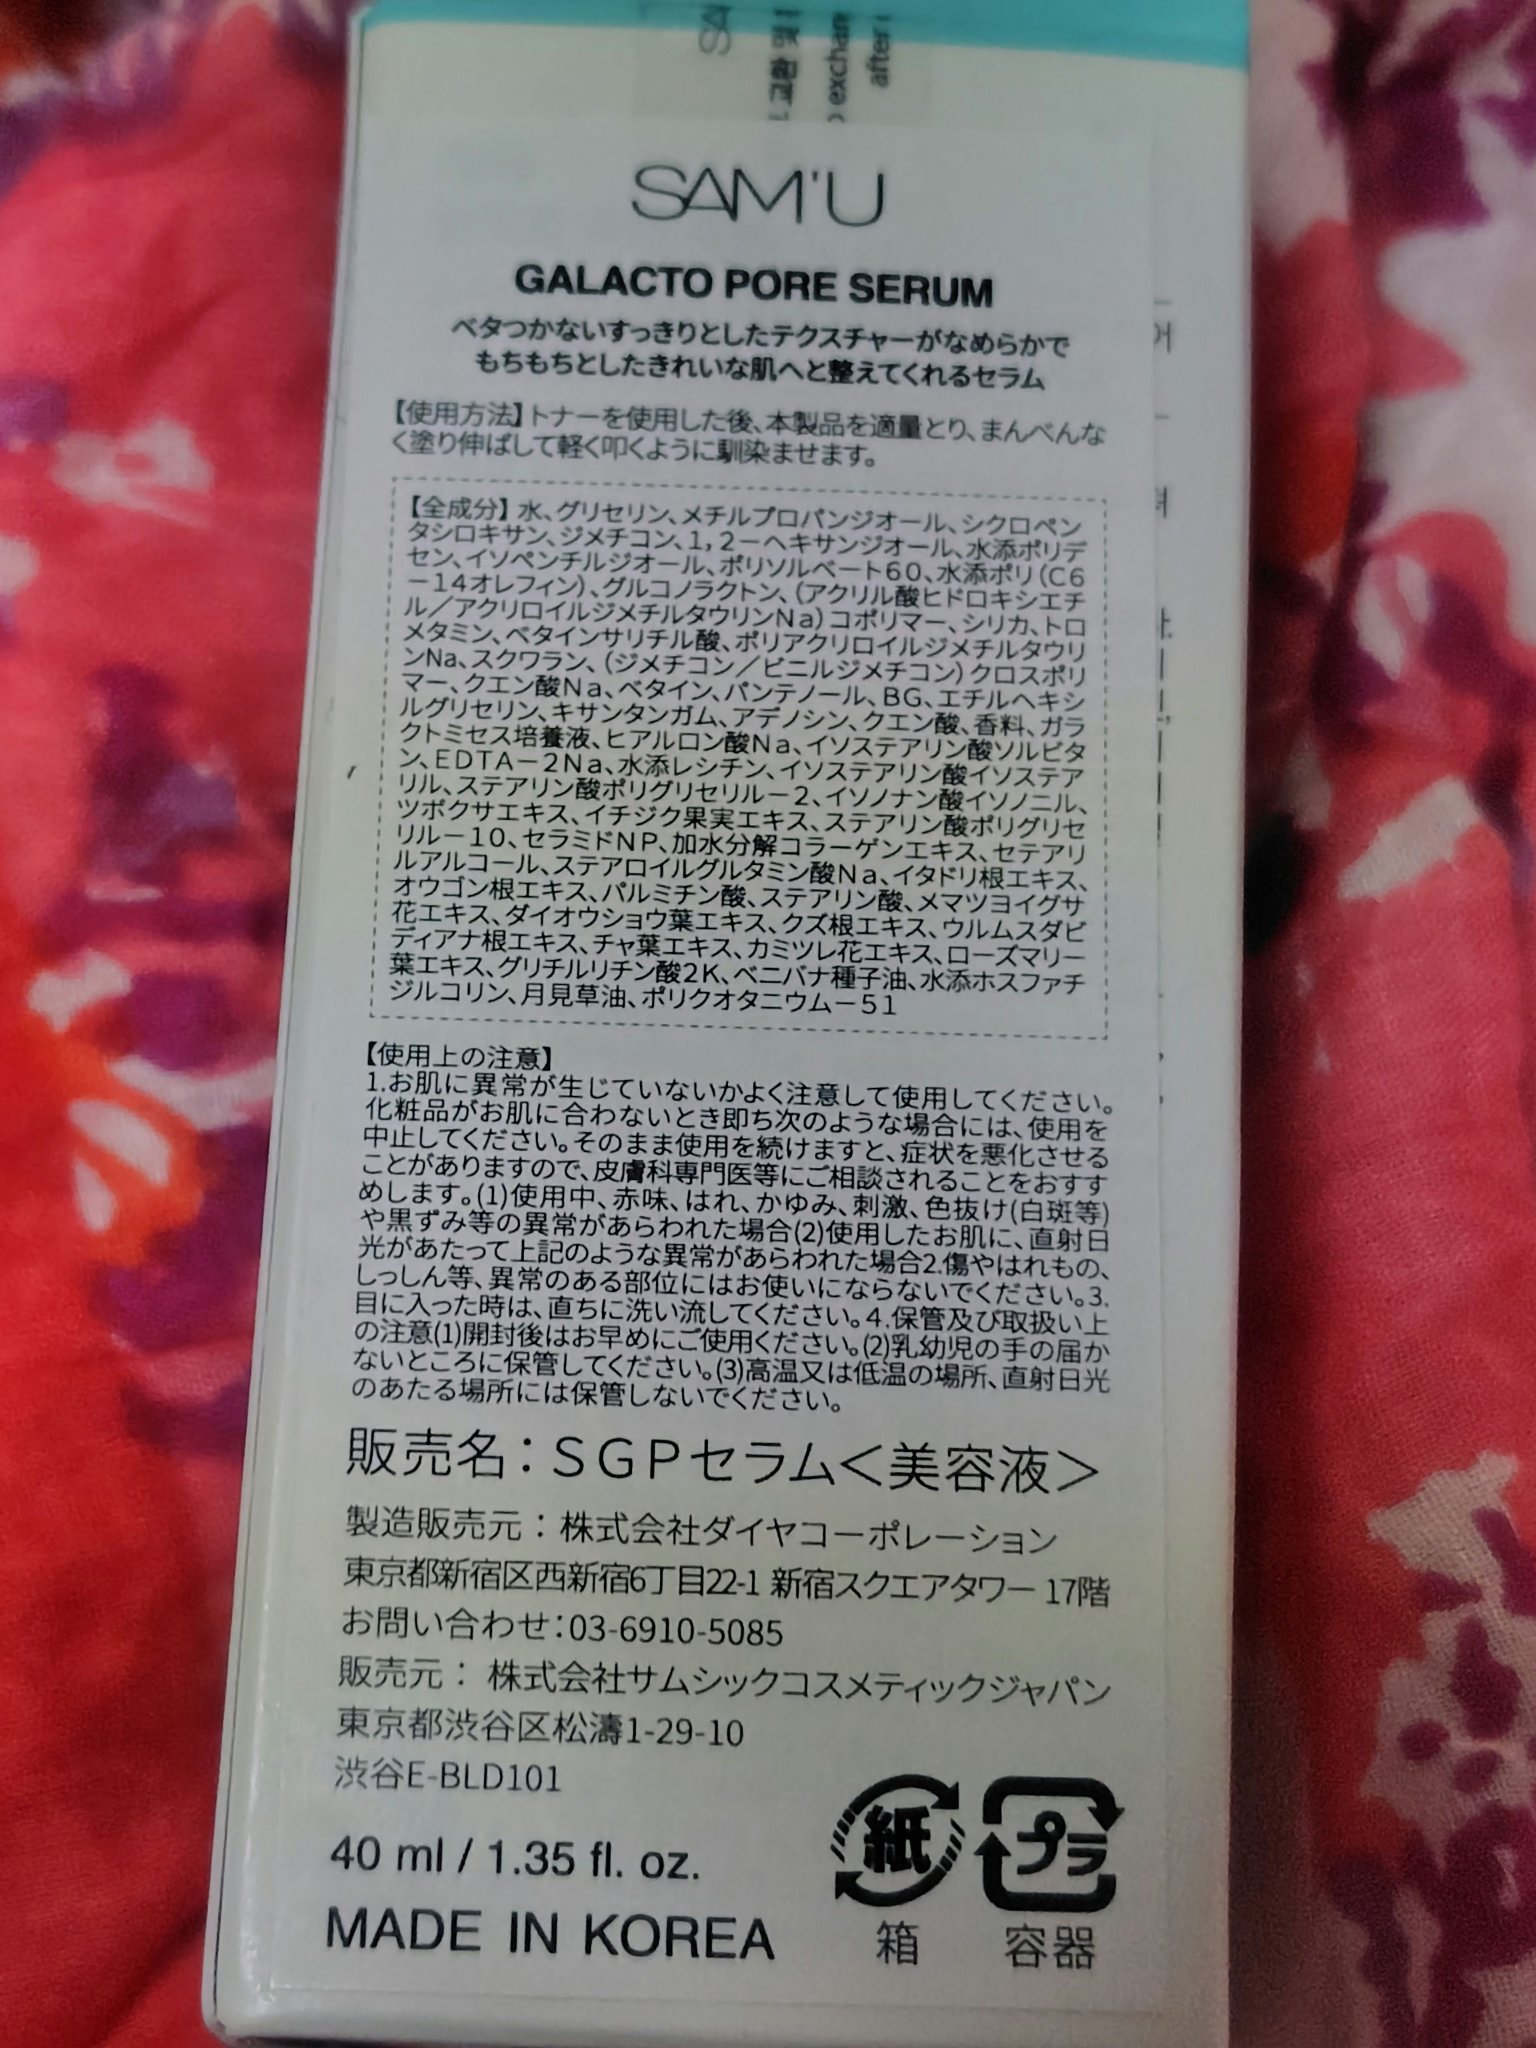 exchan
after
SAM'U
GALACTO PORE SERUM
ベタつかないすっきりとしたテクスチャーがなめらかで
もちもちとしたきれいな肌へと整えてくれるセラム
【使用方法】トナーを使用した後、本製品を適量とり、まんべんな
く塗り伸ばして軽く叩くように馴染ませます。
【全成分】水、グリセリン、メチルプロパンジオール、シクロペン
タシロキサン、ジメチコン、1,2－ヘキサンジオール、水添ポリデ
セン、イソペンチルジオール、ポリソルベート60、水添ポリ(C6
－14オレフィン)、グルコノラクトン、(アクリル酸ヒドロキシエチ
ル／アクリロイルジメチルタウリンNa)コポリマー、シリカ、トロ
メタミン、ベタインサリチル酸、ポリアクリロイルジメチルタウリ
ンNa、スクワラン、(ジメチコン／ビニルジメチコン)クロスポリ
マー、クエン酸Na、ベタイン、パンテノール、BG、エチルヘキシ
ルグリセリン、キサンタンガム、アデノシン、クエン酸、香料、ガラ
クトミセス培養液、ヒアルロン酸Na、イソステアリン酸ソルビタ
ン、EDTA－2Na、水添レシチン、イソステアリン酸イソステア
リル、ステアリン酸ポリグリセリル－2、イソノナン酸イソノニル、
ツボクサエキス、イチジク果実エキス、ステアリン酸ポリグリセ
リル－10、セラミドNP、加水分解コラーゲンエキス、セテアリ
ルアルコール、ステアロイルグルタミン酸Na、イタドリ根エキス、
オウゴン根エキス、パルミチン酸、ステアリン酸、メマツヨイグサ
花エキス、ダイオウショウ葉エキス、クズ根エキス、ウルムスダビ
ディアナ根エキス、チャ葉エキス、カミツレ花エキス、ローズマリー
葉エキス、グリチルリチン酸2K、ベニバナ種子油、水添ホスファチ
ジルコリン、月見草油、ポリクオタニウム－51
【使用上の注意】
1.お肌に異常が生じていないかよく注意して使用してください。
化粧品がお肌に合わないとき即ち次のような場合には、使用を
中止してください。そのまま使用を続けますと、症状を悪化させる
ことがありますので、皮膚科専門医等にご相談されることをおすす
めします。(1)使用中、赤味、はれ、かゆみ、刺激、色抜け(白斑等)
や黒ずみ等の異常があらわれた場合(2)使用したお肌に、直射日
光があたって上記のような異常があらわれた場合2.傷やはれもの、
しっしん等、異常のある部位にはお使いにならないでください。3.
目に入った時は、直ちに洗い流してください。4.保管及び取扱い上
の注意(1)開封後はお早めにご使用ください。(2)乳幼児の手の届か
ないところに保管してください。(3)高温又は低温の場所、直射日光
のあたる場所には保管しないでください。
販売名：SGPセラム＜美容液＞
製造販売元：株式会社ダイヤコーポレーション
東京都新宿区西新宿6丁目22-1 新宿スクエアタワー 17階
お問い合わせ：03-6910-5085
販売元： 株式会社サムシックコスメティックジャパン
東京都渋谷区松濤1-29-10
渋谷E-BLD101
40 ml / 1.35 fl. oz.
MADE IN KOREA
紙
プラ
箱
容器